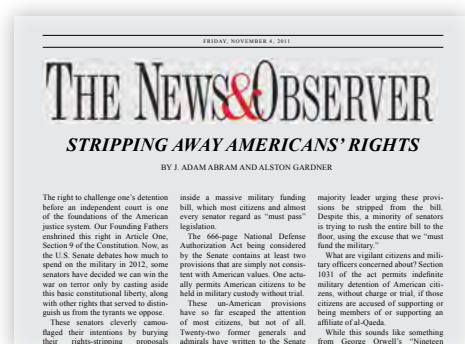 FRIDAY, NOVEMBER 4, 2011
THE NEWS&OBSERVER
STRIPPING AWAY AMERICANS' RIGHTS
BY J. ADAM ABRAM AND ALSTON GARDNER
The right to challenge one's detention
before an independent court is one
of the foundations of the American
justice system. Our Founding Fathers
enshrined this right in Article One,
Section 9 of the Constitution. Now, as
the U.S. Senate debates how much to
spend on the military in 2012, some
senators have decided we can win the
war on terror only by casting aside
this basic constitutional liberty, along
with other rights that served to distin-
guish us from the tyrants we oppose.
These senators cleverly camou-
flaged their intentions by burying
their rights-stripping proposals
inside a massive military funding
bill, which most citizens and almost
every senator regard as "must pass"
legislation.
The 666-page National Defense
Authorization Act being considered
by the Senate contains at least two
provisions that are simply not consis-
tent with American values. One actu-
ally permits American citizens to be
held in military custody without trial.
These un-American provisions
have so far escaped the attention
of most citizens, but not of all.
Twenty-two former generals and
admirals have written to the Senate
majority leader urging these provi-
sions be stripped from the bill.
Despite this, a minority of senators
is trying to rush the entire bill to the
floor, using the excuse that we "must
fund the military."
What are vigilant citizens and mili-
tary officers concerned about? Section
1031 of the act permits indefinite
military detention of American citi-
zens, without charge or trial, if those
citizens are accused of supporting or
being members of or supporting an
affiliate of al-Queda.
While this sounds like something
from George Orwell's "Nineteen